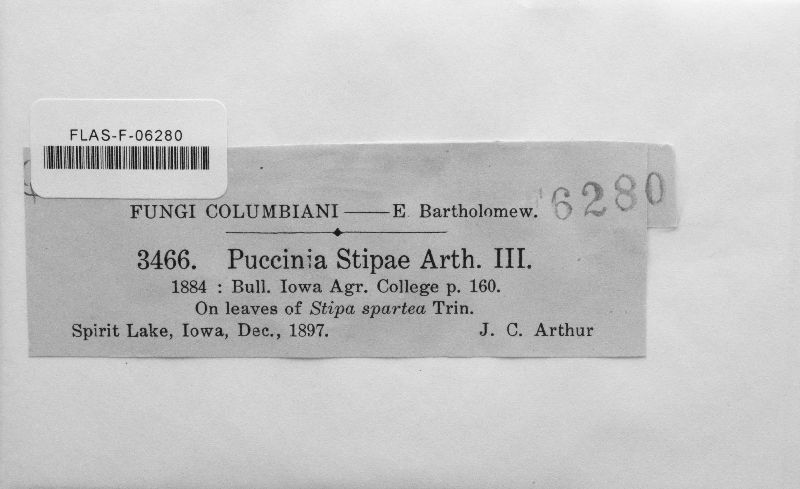 FLAS-F-06280
6280
FUNGI COLUMBIANI — E. Bartholomew.
3466. Puccinia Stipae Arth. III.
1884 : Bull. Iowa Agr. College p. 160.
On leaves of Stipa spartea Trin.
Spirit Lake, Iowa, Dec., 1897. J. C. Arthur